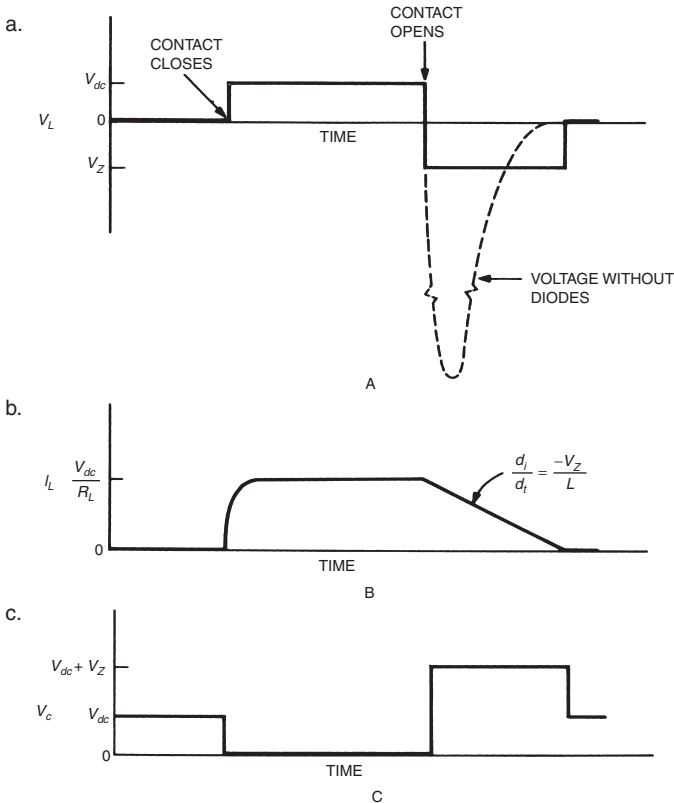 a.
CONTACT
OPENS
CONTACT
CLOSES
V_dc
V_L 0
TIME
V_Z
VOLTAGE WITHOUT
DIODES
A
b.
I_L V_dc/R_L
d_i/d_t = -V_Z/L
0
TIME
B
c.
V_dc + V_Z
V_c V_dc
0
TIME
C